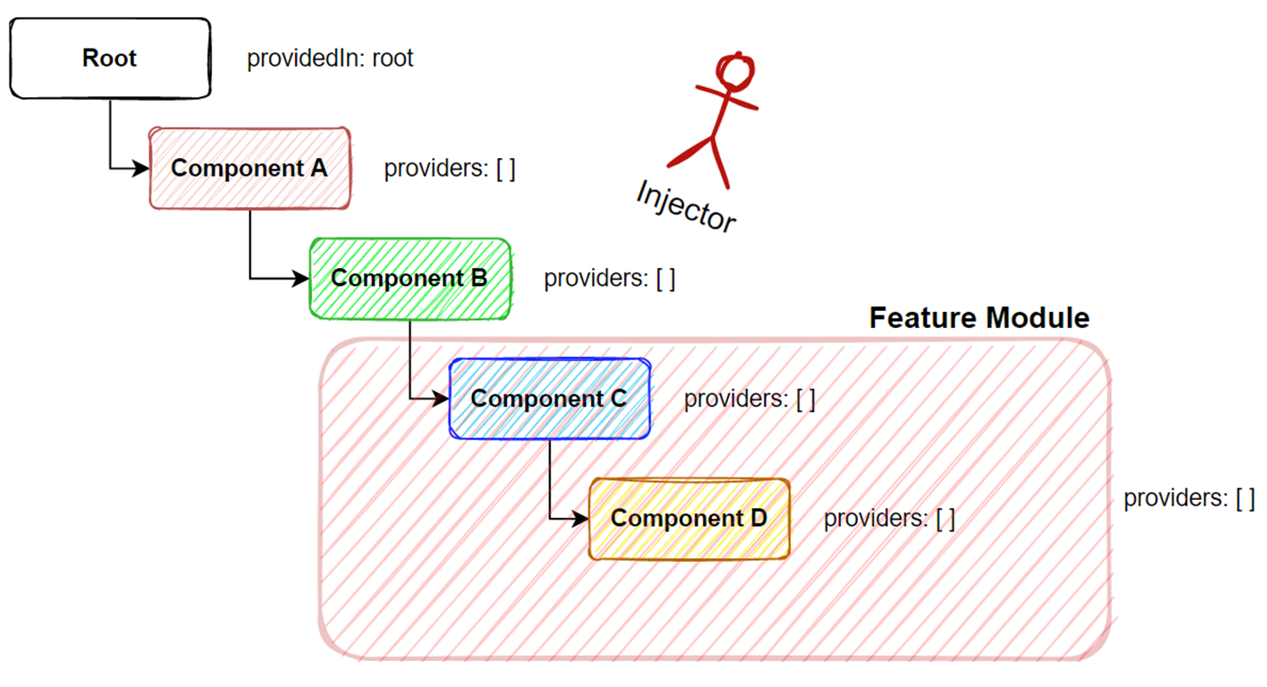 Root
providedIn: root
Component A
providers: [ ]
Injector
Component B
providers: [ ]
Feature Module
Component C
providers: [ ]
providers: [ ]
Component D
providers: [ ]